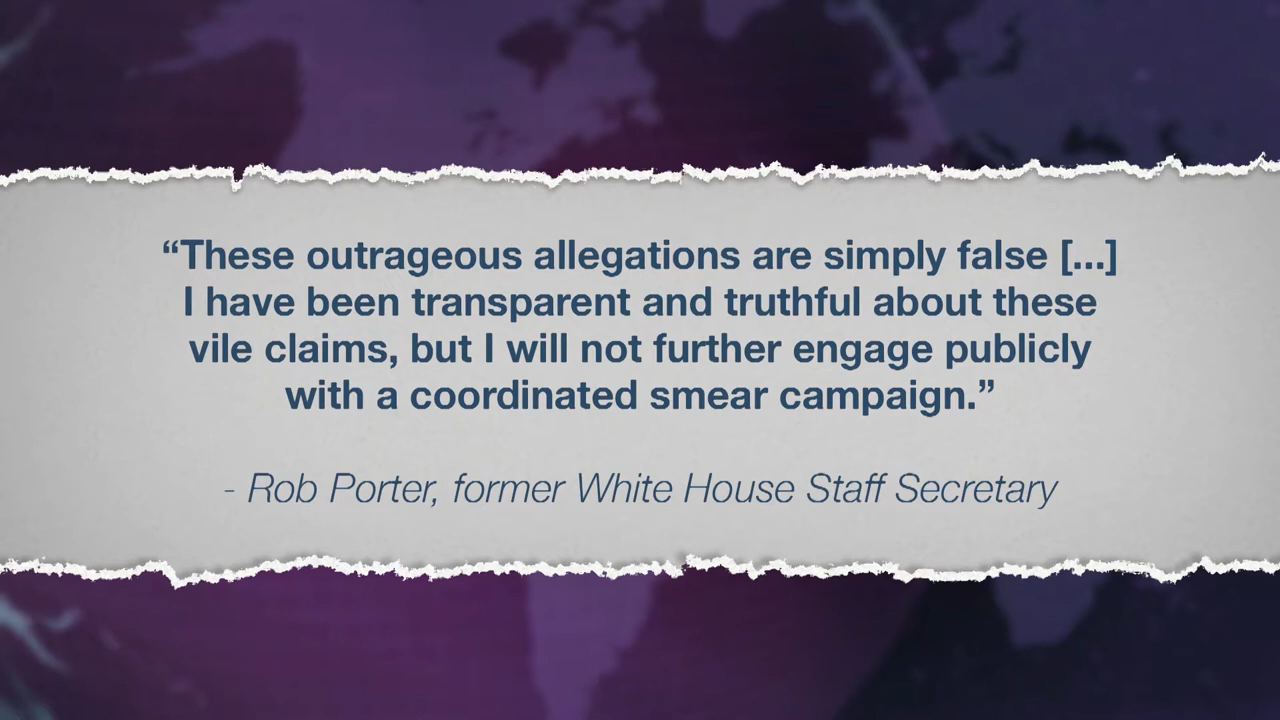 “These outrageous allegations are simply false [...]
I have been transparent and truthful about these
vile claims, but I will not further engage publicly
with a coordinated smear campaign.”
- Rob Porter, former White House Staff Secretary